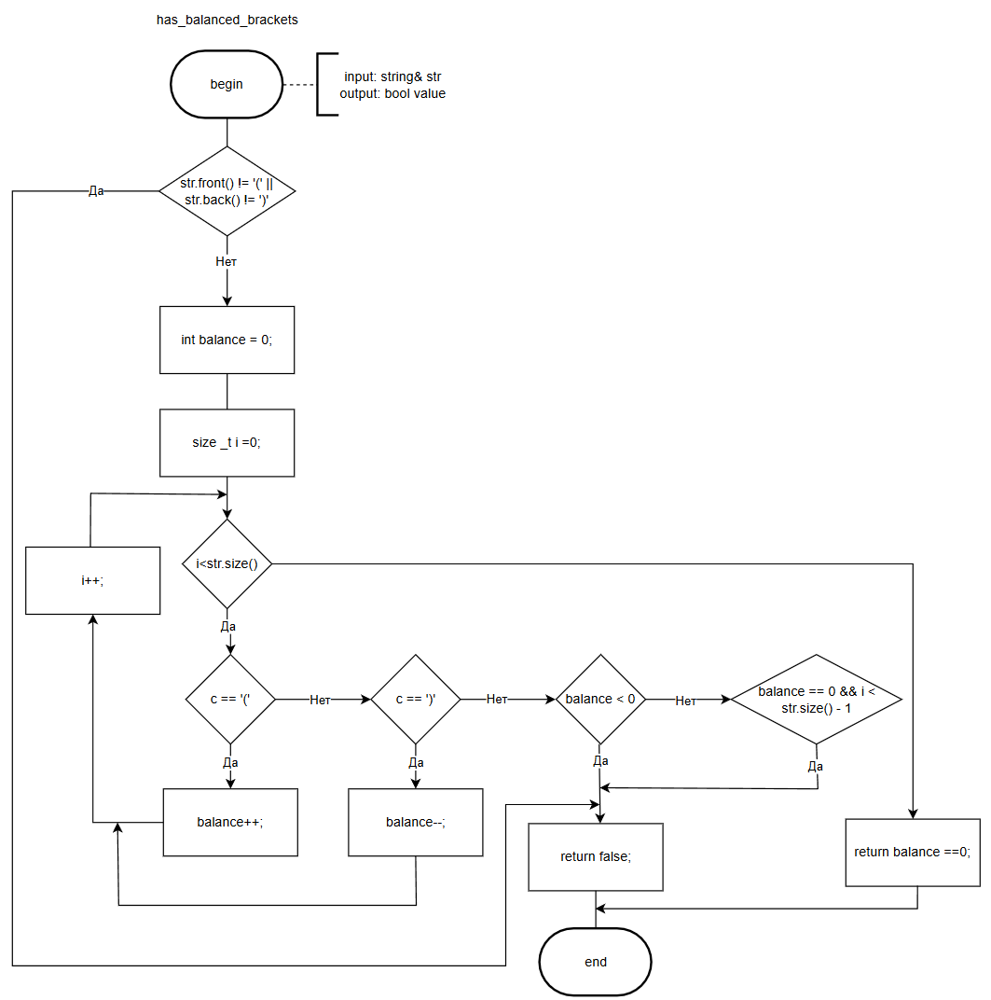 has_balanced_brackets
begin
input: string& str
output: bool value
str.front() != '(' ||
str.back() != ')'
Да
Нет
int balance = 0;
size _t i =0;
i<str.size()
i++;
Да
c == '('
Нет
c == ')'
Нет
balance < 0
Нет
balance == 0 && i <
str.size() - 1
Да
Да
Да
Да
balance++;
balance--;
return false;
return balance ==0;
end